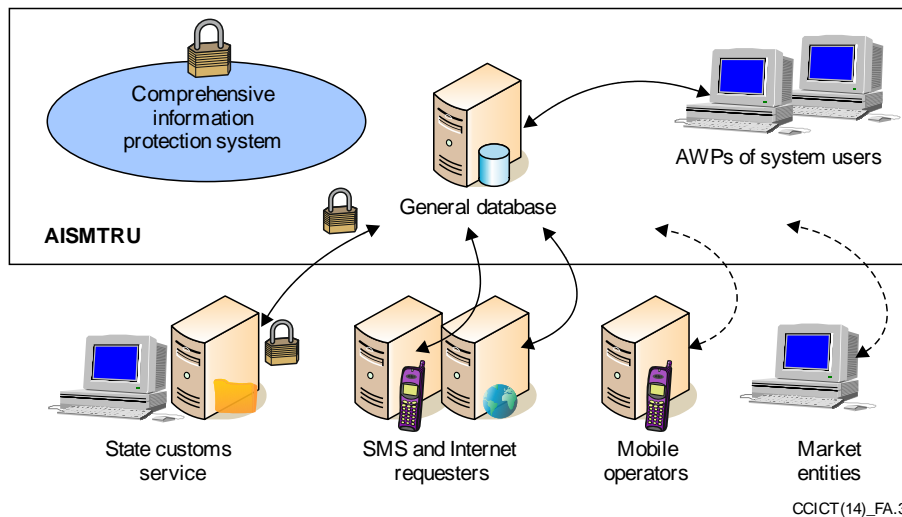 Comprehensive
information
protection system
AWPs of system users
General database
AISMTRU
State customs
service
SMS and Internet
requesters
Mobile
operators
Market
entities
CCICT(14)_FA.3